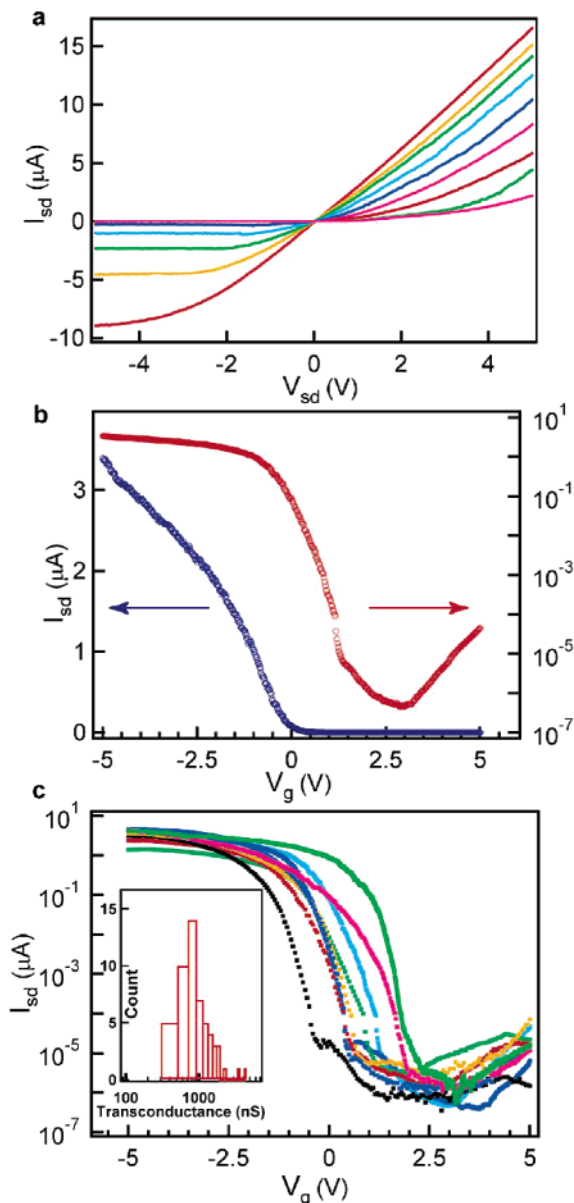 a
15
10
5
0
-5
-10
I_sd (μA)
-4 -2 0 2 4
V_sd (V)
b
3
2
1
0
I_sd (μA)
10^1
10^-1
10^-3
10^-5
10^-7
-5 -2.5 0 2.5 5
V_g (V)
c
10^1
10^-1
10^-3
10^-5
10^-7
I_sd (μA)
15
10
5
0
Count
100 1000
Transconductance (nS)
-5 -2.5 0 2.5 5
V_g (V)